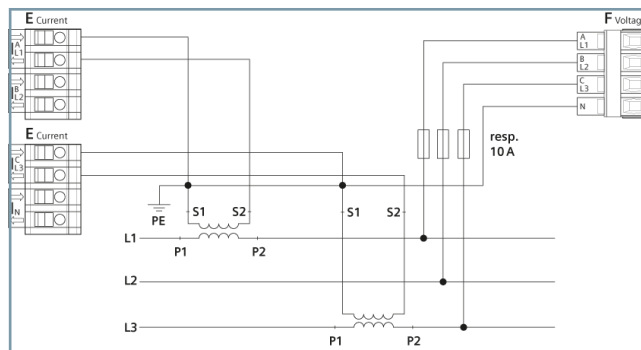 E Current
A
L1
B
L2
E Current
C
L3
N
F Voltag
A
L1
B
L2
C
L3
N
resp.
10 A
PE
S1 S2
S1 S2
L1
P1 P2
L2
L3
P1 P2